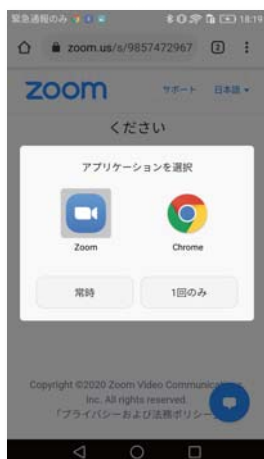 緊急通報のみ
18:19
zoom.us/s/9857472967
2
zoom
サポート
日本語
ください
アプリケーションを選択
Zoom
Chrome
常時
1回のみ
Copyright ©2020 Zoom Video Communications,
Inc. All rights reserved.
「プライバシーおよび法務ポリシー